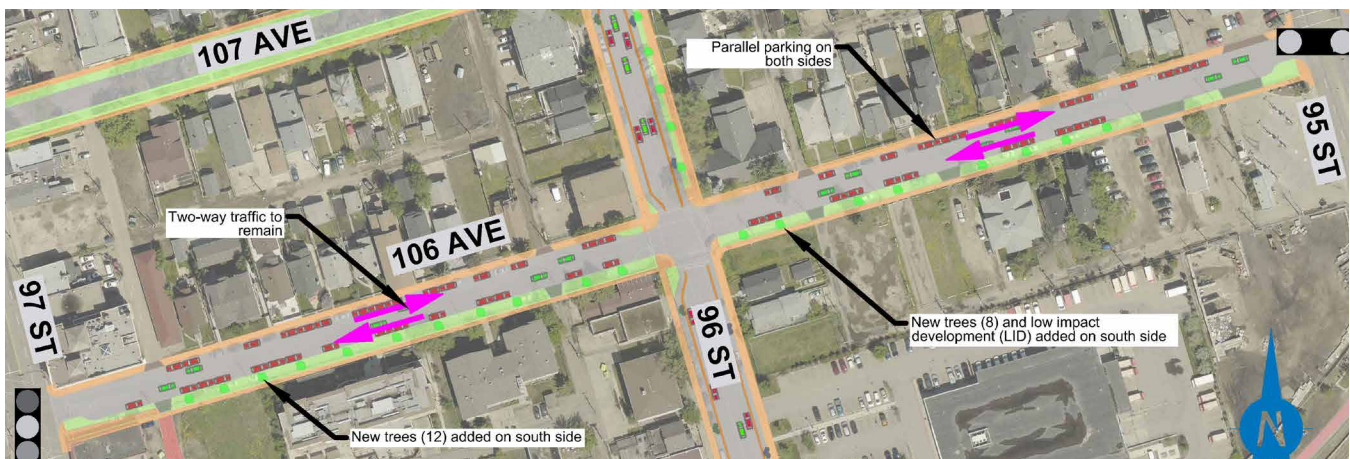 107 AVE
Parallel parking on
both sides
95 ST
Two-way traffic to
remain
106 AVE
97 ST
96 ST
New trees (8) and low impact
development (LID) added on south side
New trees (12) added on south side
N